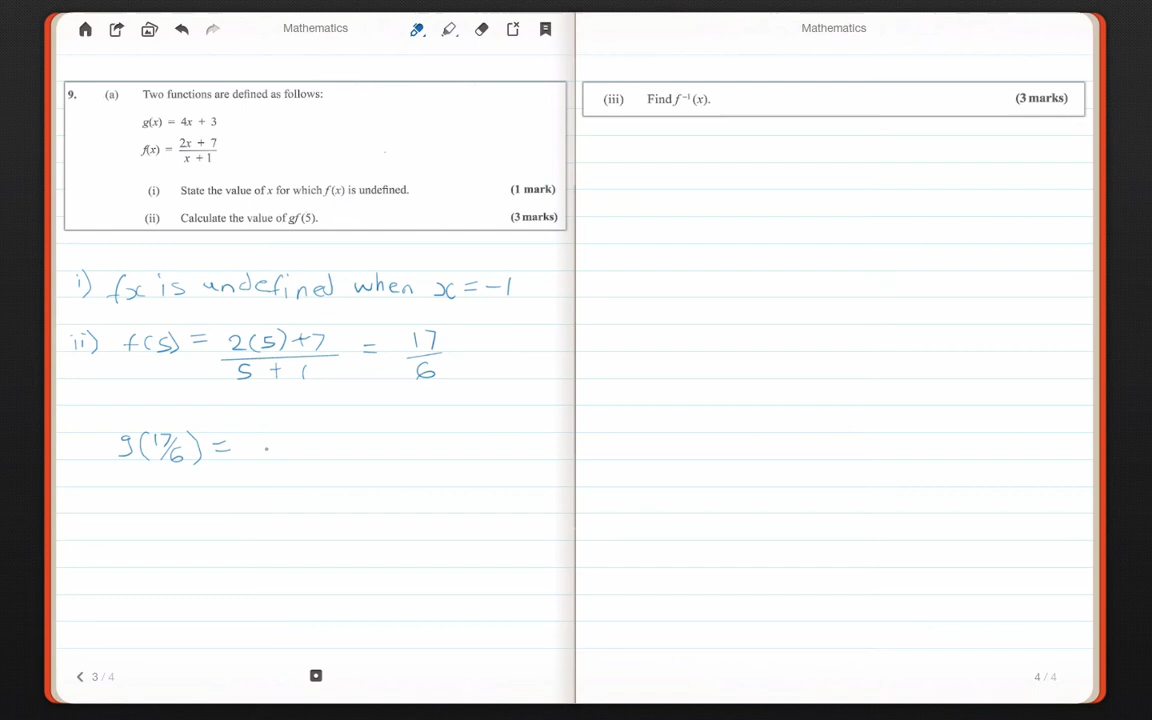 Mathematics
Mathematics
9. (a) Two functions are defined as follows:
g(x) = 4x + 3
f(x) = \frac{2x + 7}{x + 1}
(i) State the value of x for which f(x) is undefined. (1 mark)
(ii) Calculate the value of gf(5). (3 marks)
i) fx is undefined when x = -1
ii) f(5) = \frac{2(5)+7}{5 + 1} = \frac{17}{6}
g(17/6) =
3 / 4
(iii) Find f⁻¹(x). (3 marks)
4 / 4